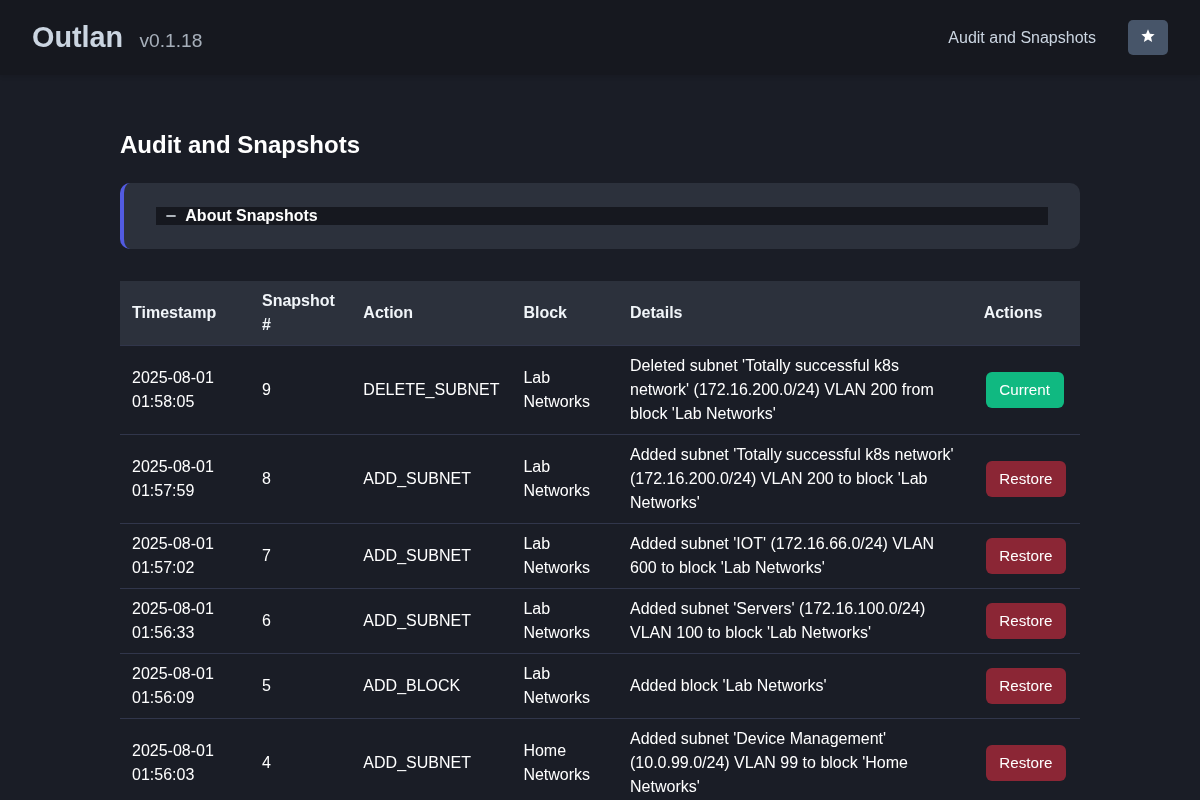 Outlan v0.1.18 Audit and Snapshots
Audit and Snapshots
– About Snapshots
Timestamp Snapshot # Action Block Details Actions
2025-08-01 01:58:05 9 DELETE_SUBNET Lab Networks Deleted subnet 'Totally successful k8s network' (172.16.200.0/24) VLAN 200 from block 'Lab Networks' Current
2025-08-01 01:57:59 8 ADD_SUBNET Lab Networks Added subnet 'Totally successful k8s network' (172.16.200.0/24) VLAN 200 to block 'Lab Networks' Restore
2025-08-01 01:57:02 7 ADD_SUBNET Lab Networks Added subnet 'IOT' (172.16.66.0/24) VLAN 600 to block 'Lab Networks' Restore
2025-08-01 01:56:33 6 ADD_SUBNET Lab Networks Added subnet 'Servers' (172.16.100.0/24) VLAN 100 to block 'Lab Networks' Restore
2025-08-01 01:56:09 5 ADD_BLOCK Lab Networks Added block 'Lab Networks' Restore
2025-08-01 01:56:03 4 ADD_SUBNET Home Networks Added subnet 'Device Management' (10.0.99.0/24) VLAN 99 to block 'Home Networks' Restore